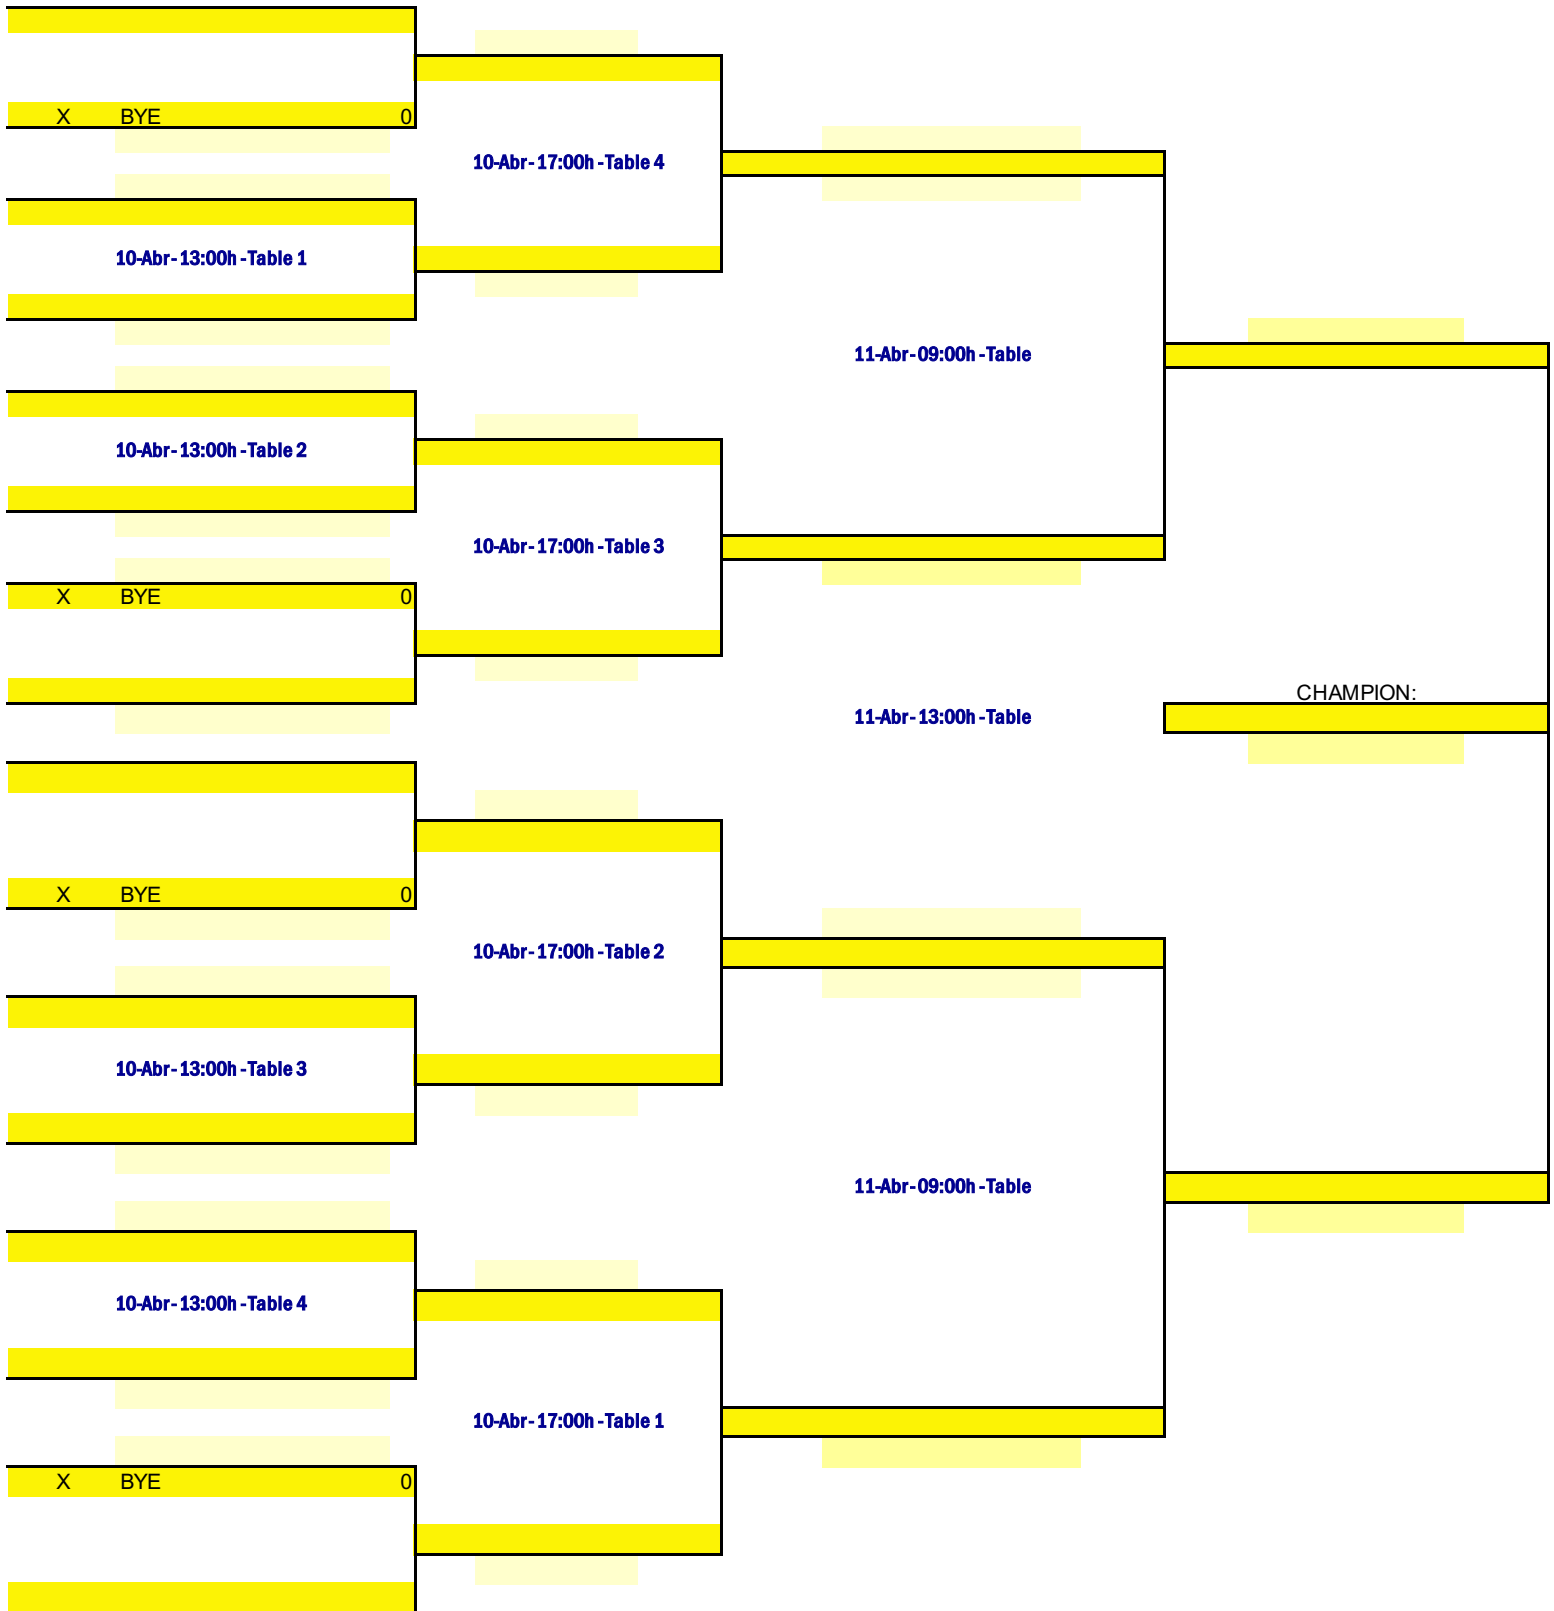 X BYE 0
10-Abr-17:00h-Table 4
10-Abr-13:00h-Table 1
11-Abr-09:00h-Table
10-Abr-13:00h-Table 2
10-Abr-17:00h-Table 3
X BYE 0
CHAMPION:
11-Abr-13:00h-Table
X BYE 0
10-Abr-17:00h-Table 2
10-Abr-13:00h-Table 3
11-Abr-09:00h-Table
10-Abr-13:00h-Table 4
10-Abr-17:00h-Table 1
X BYE 0